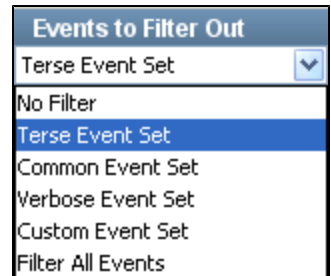 Events to Filter Out
Terse Event Set
No Filter
Terse Event Set
Common Event Set
Verbose Event Set
Custom Event Set
Filter All Events